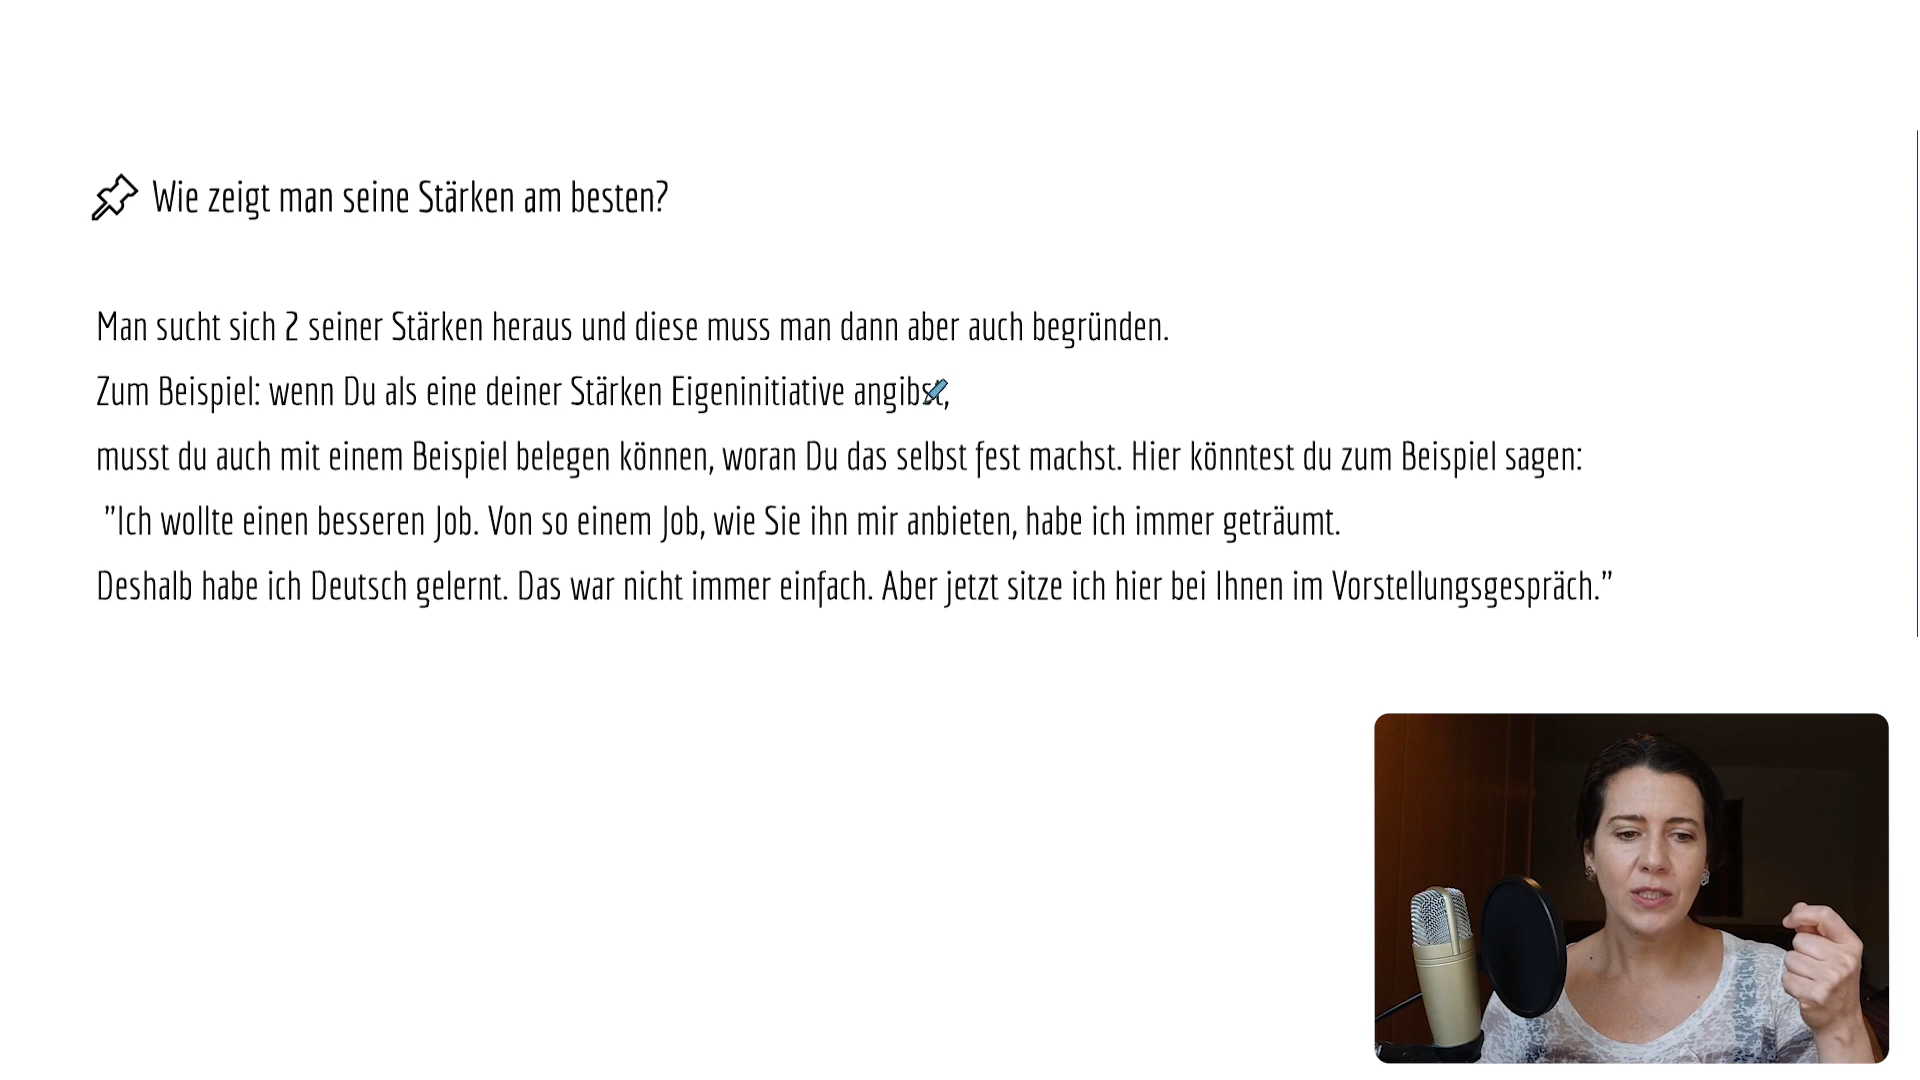 Wie zeigt man seine Stärken am besten?
Man sucht sich 2 seiner Stärken heraus und diese muss man dann aber auch begründen.
Zum Beispiel: wenn Du als eine deiner Stärken Eigeninitiative angibst,
musst du auch mit einem Beispiel belegen können, woran Du das selbst fest machst. Hier könntest du zum Beispiel sagen:
"Ich wollte einen besseren Job. Von so einem Job, wie Sie ihn mir anbieten, habe ich immer geträumt.
Deshalb habe ich Deutsch gelernt. Das war nicht immer einfach. Aber jetzt sitze ich hier bei Ihnen im Vorstellungsgespräch."